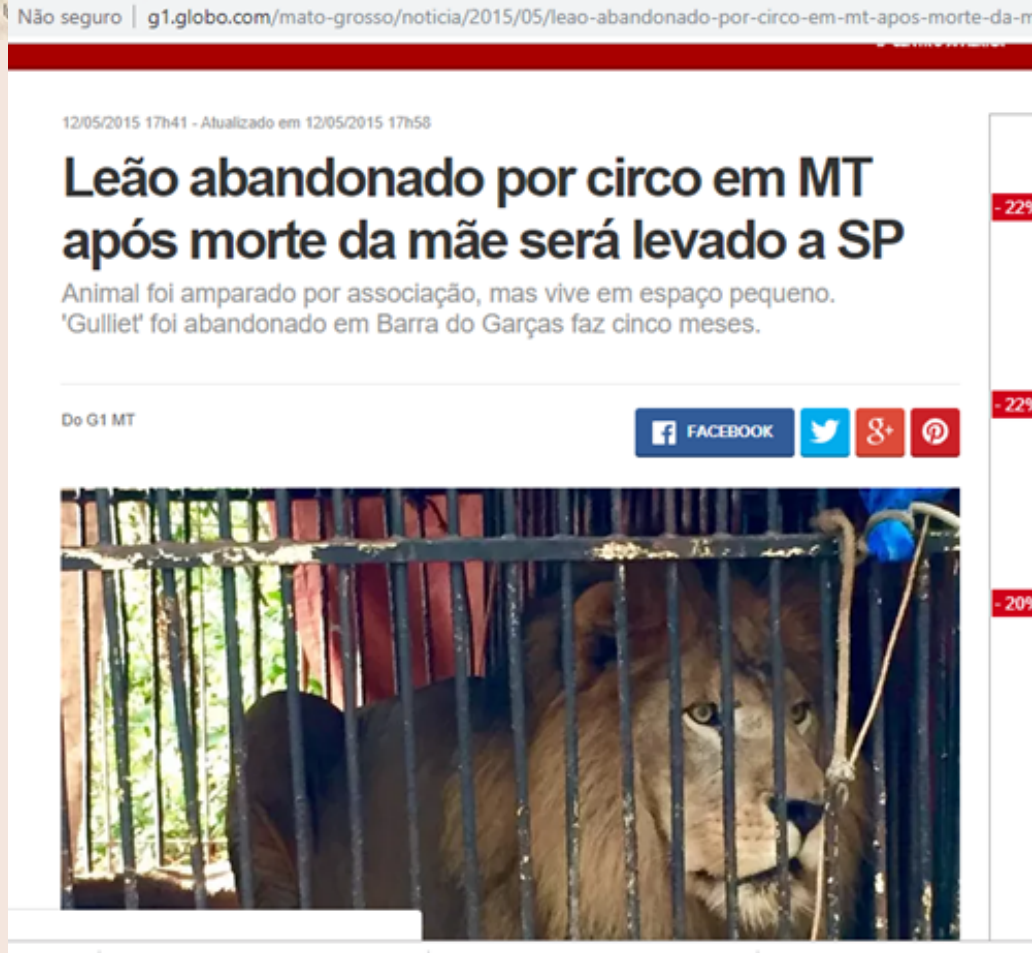 Não seguro | g1.globo.com/mato-grosso/noticia/2015/05/leao-abandonado-por-circo-em-mt-apos-morte-da-m
12/05/2015 17h41 - Atualizado em 12/05/2015 17h58
Leão abandonado por circo em MT
após morte da mãe será levado a SP
Animal foi amparado por associação, mas vive em espaço pequeno.
'Gulliet' foi abandonado em Barra do Garças faz cinco meses.
Do G1 MT
FACEBOOK
8+
- 22%
- 22%
- 20%